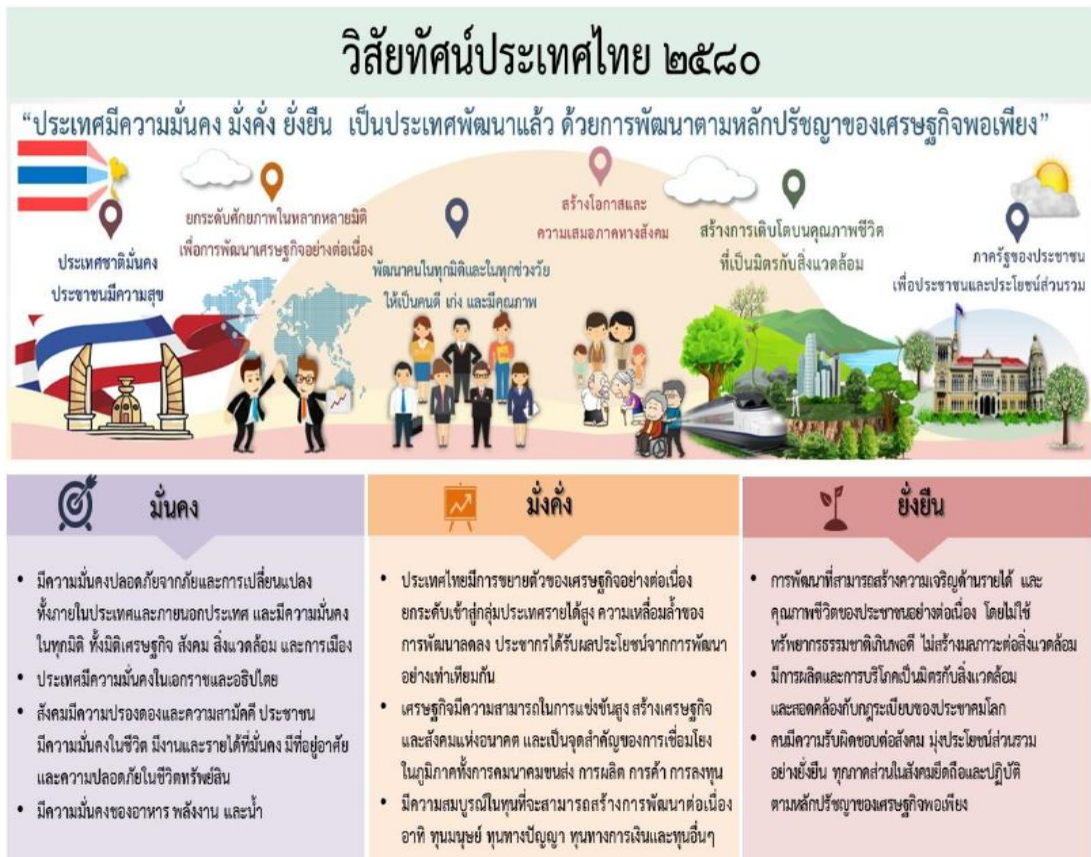 วิสัยทัศน์ประเทศไทย ๒๕๘๐
“ประเทศมีความมั่นคง มั่งคั่ง ยั่งยืน เป็นประเทศพัฒนาแล้ว ด้วยการพัฒนาตามหลักปรัชญาของเศรษฐกิจพอเพียง”
ประเทศชาติมั่นคง
ประชาชนมีความสุข
ยกระดับศักยภาพในหลากหลายมิติ
เพื่อการพัฒนาเศรษฐกิจอย่างต่อเนื่อง
พัฒนาคนในทุกมิติและในทุกช่วงวัย
ให้เป็นคนดี เก่ง และมีคุณภาพ
สร้างโอกาสและ
ความเสมอภาคทางสังคม
สร้างการเติบโตบนคุณภาพชีวิต
ที่เป็นมิตรกับสิ่งแวดล้อม
ภาครัฐของประชาชน
เพื่อประชาชนและประโยชน์ส่วนรวม
มั่นคง
• มีความมั่นคงปลอดภัยจากภัยและการเปลี่ยนแปลง
ทั้งภายในประเทศและภายนอกประเทศ และมีความมั่นคง
ในทุกมิติ ทั้งมิติเศรษฐกิจ สังคม สิ่งแวดล้อม และการเมือง
• ประเทศมีความมั่นคงในเอกราชและอธิปไตย
• สังคมมีความปรองดองและความสามัคคี ประชาชน
มีความมั่นคงในชีวิต มีงานและรายได้ที่มั่นคง มีที่อยู่อาศัย
และความปลอดภัยในชีวิตทรัพย์สิน
• มีความมั่นคงของอาหาร พลังงาน และน้ำ
มั่งคั่ง
• ประเทศไทยมีการขยายตัวของเศรษฐกิจอย่างต่อเนื่อง
ยกระดับเข้าสู่กลุ่มประเทศรายได้สูง ความเหลื่อมล้ำของ
การพัฒนาลดลง ประชากรได้รับผลประโยชน์จากการพัฒนา
อย่างเท่าเทียมกัน
• เศรษฐกิจมีความสามารถในการแข่งขันสูง สร้างเศรษฐกิจ
และสังคมแห่งอนาคต และเป็นจุดสำคัญของการเชื่อมโยง
ในภูมิภาคทั้งการคมนาคมขนส่ง การผลิต การค้า การลงทุน
• มีความสมบูรณ์ในทุนที่จะสามารถสร้างการพัฒนาต่อเนื่อง
อาทิ ทุนมนุษย์ ทุนทางปัญญา ทุนทางการเงินและทุนอื่นๆ
ยั่งยืน
• การพัฒนาที่สามารถสร้างความเจริญด้านรายได้ และ
คุณภาพชีวิตของประชาชนอย่างต่อเนื่อง โดยไม่ใช้
ทรัพยากรธรรมชาติเกินพอดี ไม่สร้างมลภาวะต่อสิ่งแวดล้อม
• มีการผลิตและการบริโภคเป็นมิตรกับสิ่งแวดล้อม
และสอดคล้องกับกฎระเบียบของประชาคมโลก
• คนมีความรับผิดชอบต่อสังคม มุ่งประโยชน์ส่วนรวม
อย่างยั่งยืน ทุกภาคส่วนในสังคมยึดถือและปฏิบัติ
ตามหลักปรัชญาของเศรษฐกิจพอเพียง